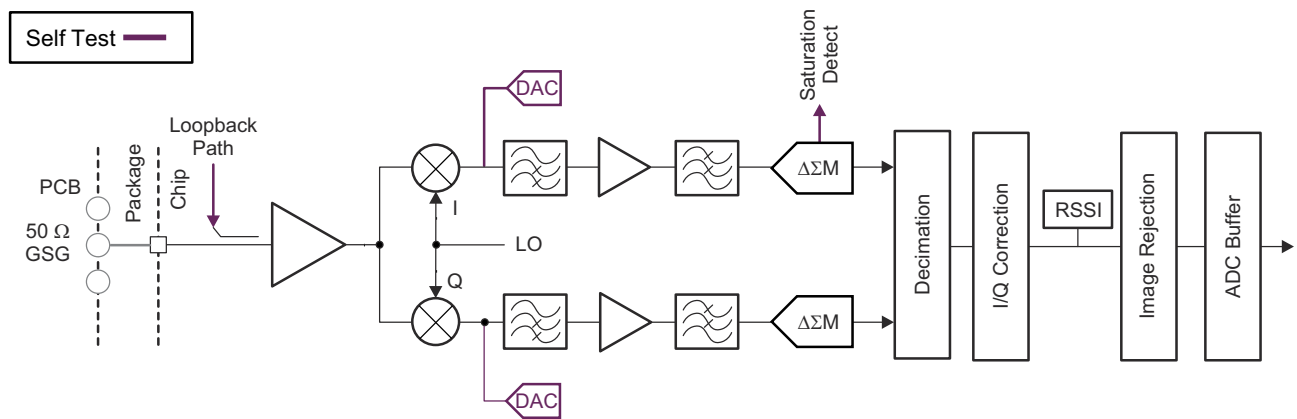 Self Test
DAC
Saturation
Detect
Loopback
Path
PCB
Package
Chip
50 Ω
GSG
I
LO
Q
ΔΣM
ΔΣM
DAC
Decimation
I/Q Correction
RSSI
Image Rejection
ADC Buffer